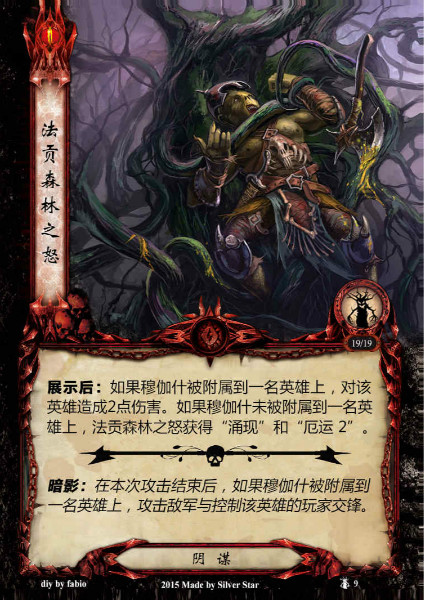 法贡森林之怒
19/19
展示后：如果穆伽什被附属到一名英雄上，对该
英雄造成2点伤害。如果穆伽什未被附属到一名英
雄上，法贡森林之怒获得“涌现”和“厄运 2”。
暗影：在本次攻击结束后，如果穆伽什被附属到
一名英雄上，攻击敌军与控制该英雄的玩家交锋。
阴谋
diy by fabio
2015 Made by Silver Star
9